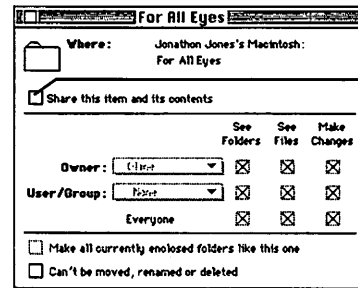 For All Eyes
Where: Jonathon Jones's Macintosh:
For All Eyes
Share this item and its contents
See Folders See Files Make Changes
Owner:
User/Group: None
Everyone
Make all currently enclosed folders like this one
Can't be moved, renamed or deleted